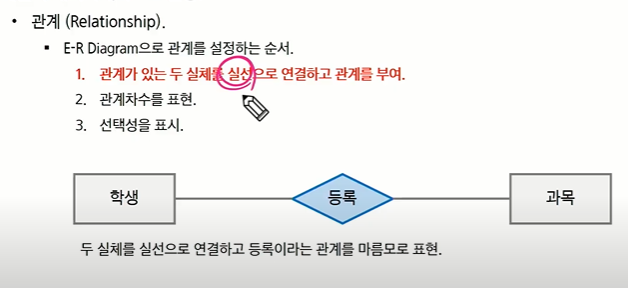 • 관계 (Relationship).
▪ E-R Diagram으로 관계를 설정하는 순서.
1. 관계가 있는 두 실체를 실선으로 연결하고 관계를 부여.
2. 관계차수를 표현.
3. 선택성을 표시.
학생 등록 과목
두 실체를 실선으로 연결하고 등록이라는 관계를 마름모로 표현.